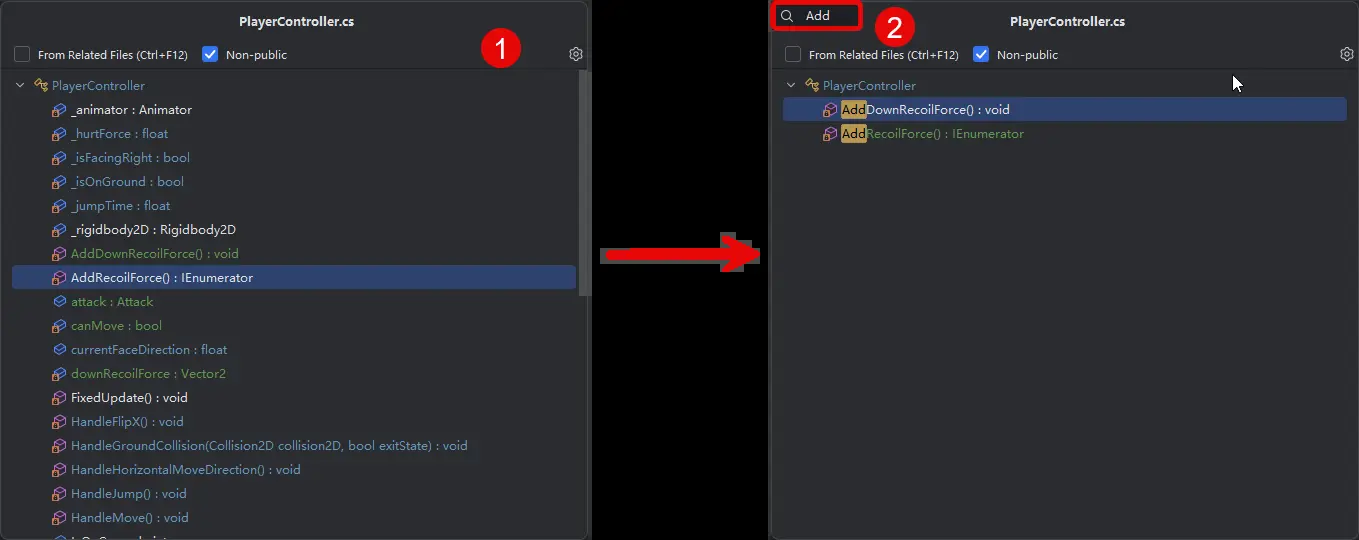 PlayerController.cs
1
From Related Files (Ctrl+F12) Non-public
PlayerController
_animator : Animator
_hurtForce : float
_isFacingRight : bool
_isOnGround : bool
_jumpTime : float
_rigidbody2D : Rigidbody2D
AddDownRecoilForce() : void
AddRecoilForce() : IEnumerator
attack : Attack
canMove : bool
currentFaceDirection : float
downRecoilForce : Vector2
FixedUpdate() : void
HandleFlipX() : void
HandleGroundCollision(Collision2D collision2D, bool exitState) : void
HandleHorizontalMoveDirection() : void
HandleJump() : void
HandleMove() : void
Add
2
PlayerController.cs
From Related Files (Ctrl+F12) Non-public
PlayerController
AddDownRecoilForce() : void
AddRecoilForce() : IEnumerator